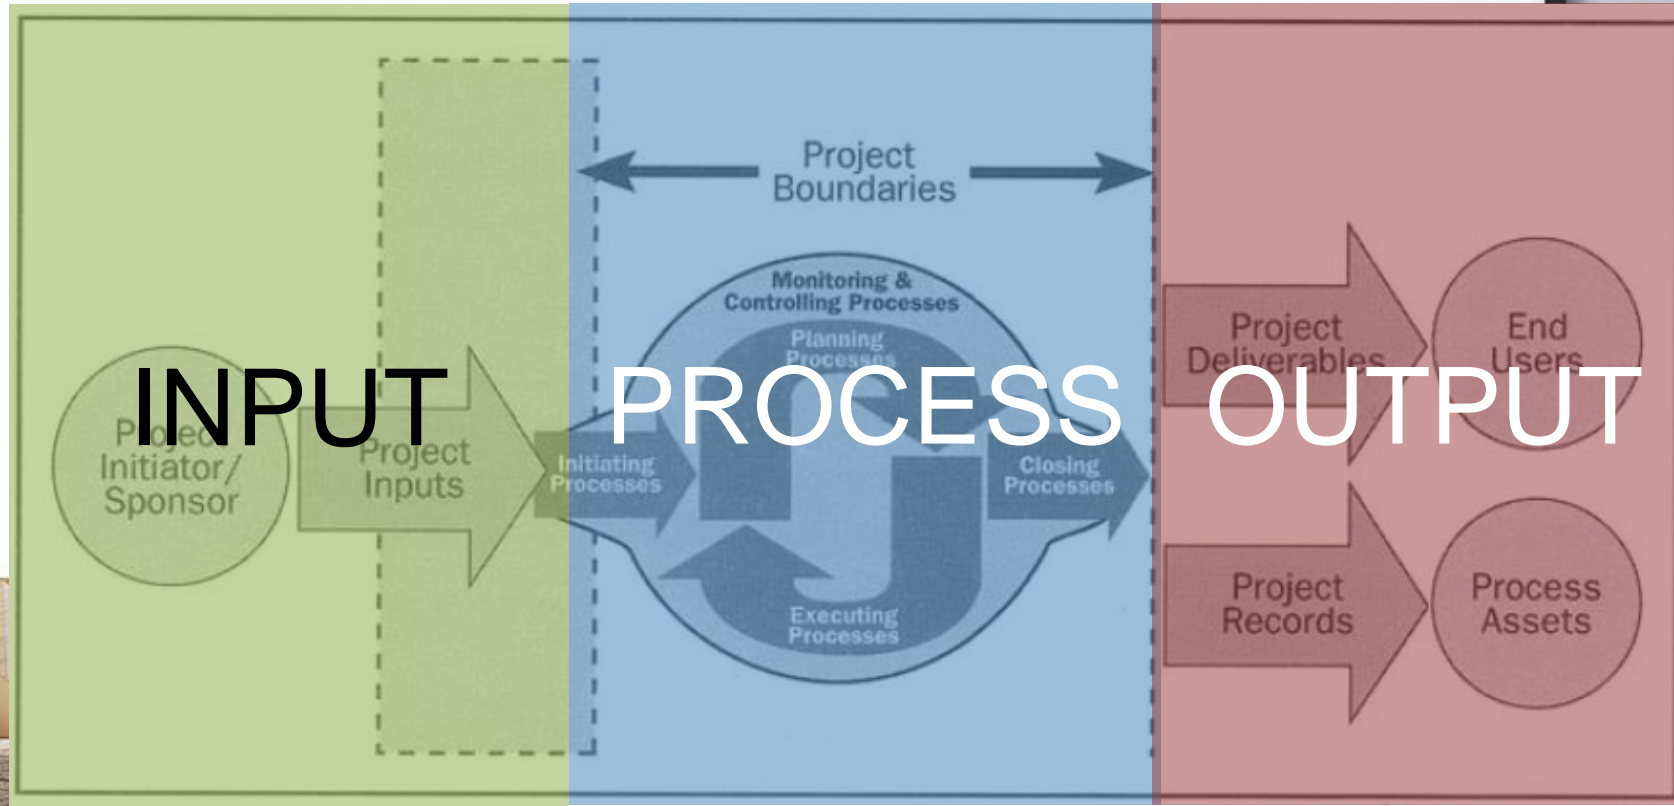 INPUT
PROCESS
OUTPUT
Project
Boundaries
Project
Initiator/
Sponsor
Project
Inputs
Monitoring &
Controlling Processes
Planning
Processes
Initiating
Processes
Executing
Processes
Closing
Processes
Project
Deliverables
End
Users
Project
Records
Process
Assets